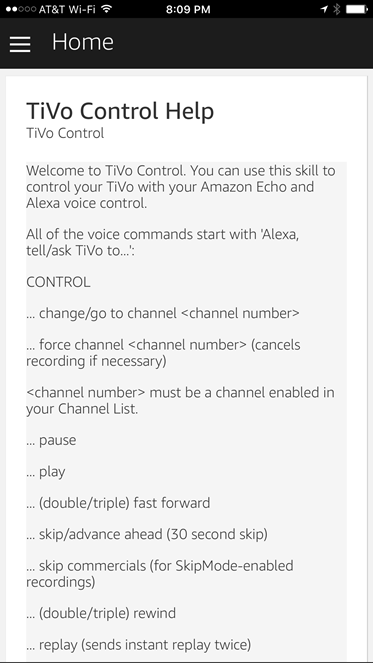 AT&T Wi-Fi 8:09 PM
Home
TiVo Control Help
TiVo Control
Welcome to TiVo Control. You can use this skill to
control your TiVo with your Amazon Echo and
Alexa voice control.
All of the voice commands start with 'Alexa,
tell/ask TiVo to...':
CONTROL
... change/go to channel <channel number>
... force channel <channel number> (cancels
recording if necessary)
<channel number> must be a channel enabled in
your Channel List.
... pause
... play
... (double/triple) fast forward
... skip/advance ahead (30 second skip)
... skip commercials (for SkipMode-enabled
recordings)
... (double/triple) rewind
... replay (sends instant replay twice)